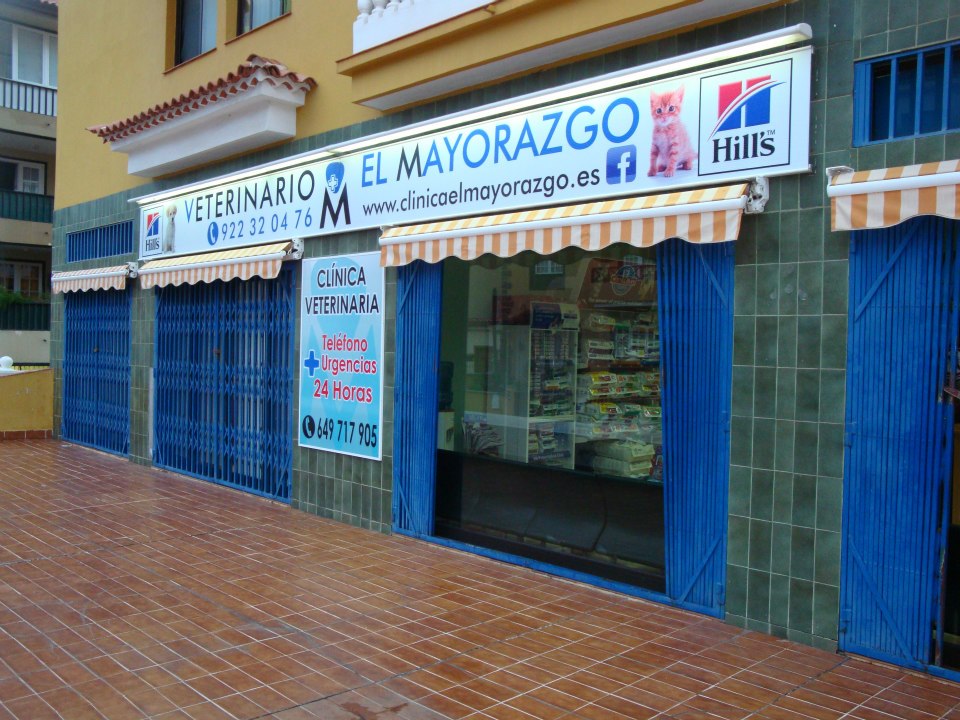 Hill's
VETERINARIO
922 32 04 76
M
EL MAYORAZGO
www.clinicaelmayorazgo.es
f
Hill's™
CLÍNICA
VETERINARIA
Teléfono
Urgencias
24 Horas
649 717 905